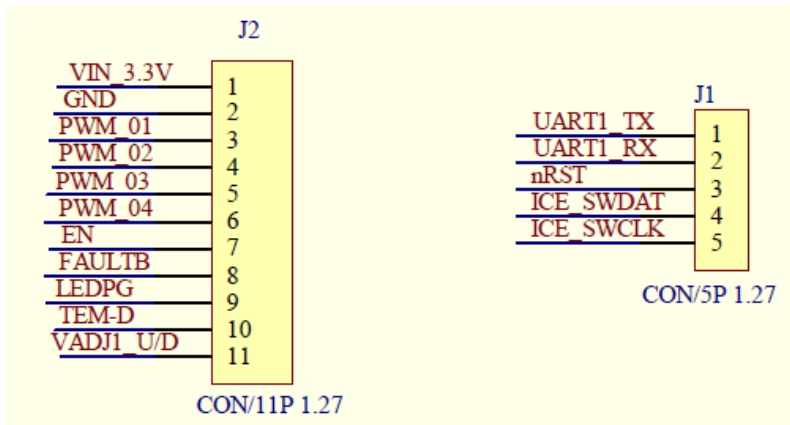 J2
VIN_3.3V 1
GND 2
PWM_01 3
PWM_02 4
PWM_03 5
PWM_04 6
EN 7
FAULTB 8
LEDPG 9
TEM-D 10
VADJ1_U/D 11
CON/11P 1.27
J1
UART1_TX 1
UART1_RX 2
nRST 3
ICE_SWDAT 4
ICE_SWCLK 5
CON/5P 1.27